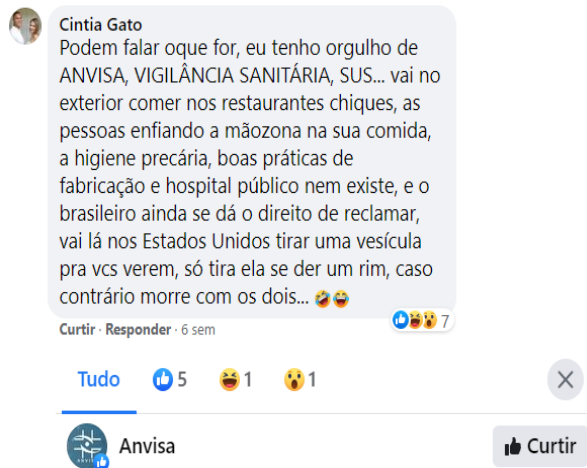 Cintia Gato
Podem falar oque for, eu tenho orgulho de
ANVISA, VIGILÂNCIA SANITÁRIA, SUS... vai no
exterior comer nos restaurantes chiques, as
pessoas enfiando a mãozona na sua comida,
a higiene precária, boas práticas de
fabricação e hospital público nem existe, e o
brasileiro ainda se dá o direito de reclamar,
vai lá nos Estados Unidos tirar uma vesícula
pra vcs verem, só tira ela se der um rim, caso
contrário morre com os dois... 🤣😂
7
Curtir · Responder · 6 sem
Tudo 5 1 1
Anvisa Curtir